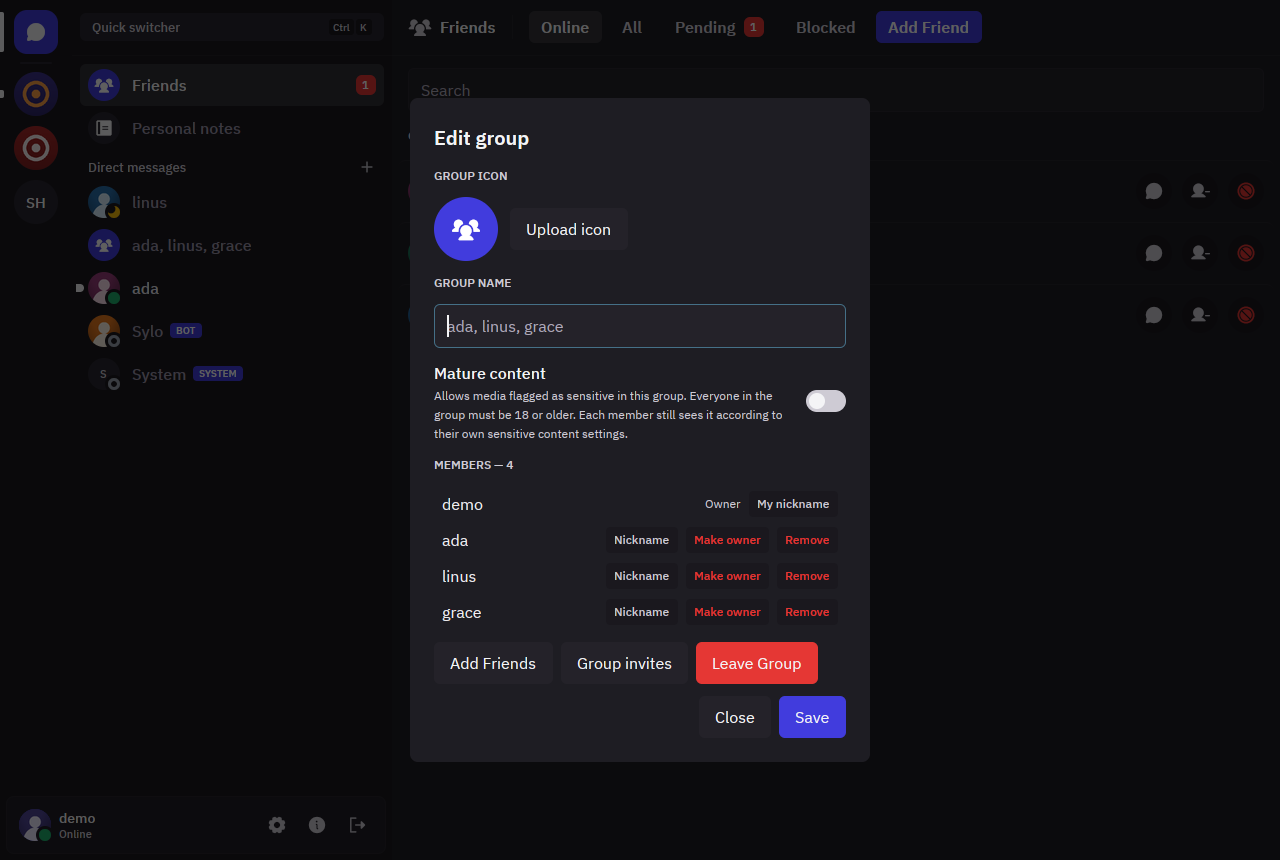 Quick switcher
Ctrl K
Friends
Online
All
Pending 1
Blocked
Add Friend
Friends 1
Personal notes
Direct messages
SH
linus
ada, linus, grace
ada
Sylo BOT
S System SYSTEM
demo
Online
Search
Edit group
GROUP ICON
Upload icon
GROUP NAME
ada, linus, grace
Mature content
Allows media flagged as sensitive in this group. Everyone in the
group must be 18 or older. Each member still sees it according to
their own sensitive content settings.
MEMBERS — 4
demo Owner My nickname
ada Nickname Make owner Remove
linus Nickname Make owner Remove
grace Nickname Make owner Remove
Add Friends Group invites Leave Group
Close Save